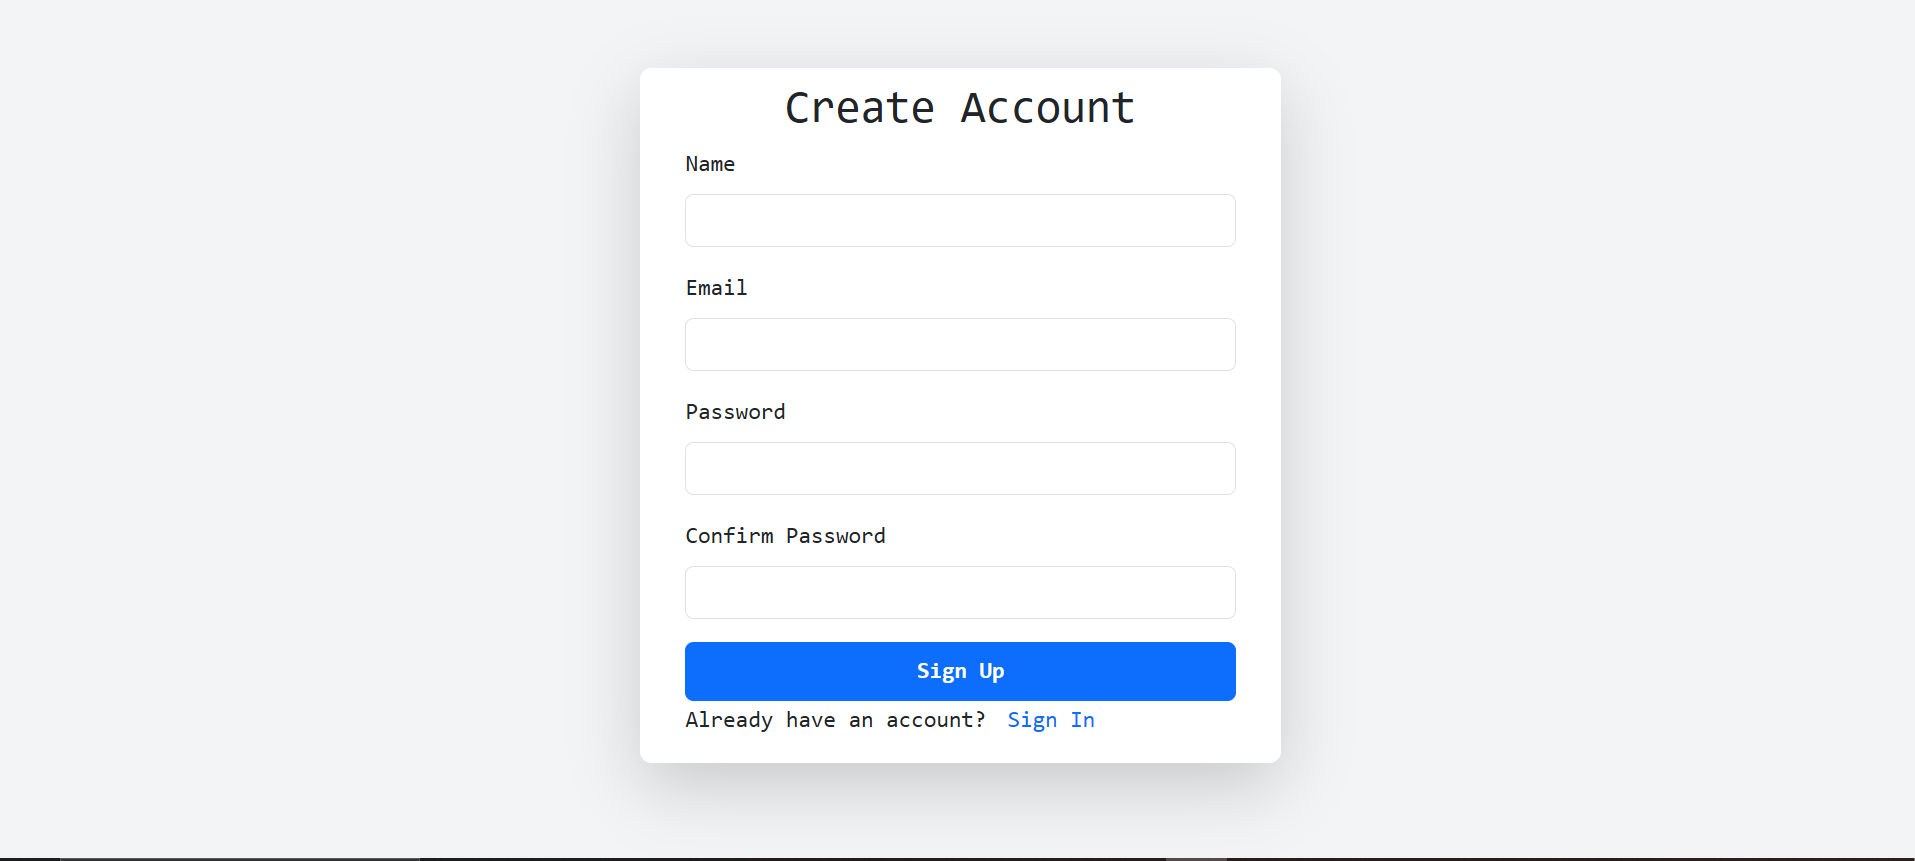 Create Account
Name
Email
Password
Confirm Password
Sign Up
Already have an account? Sign In